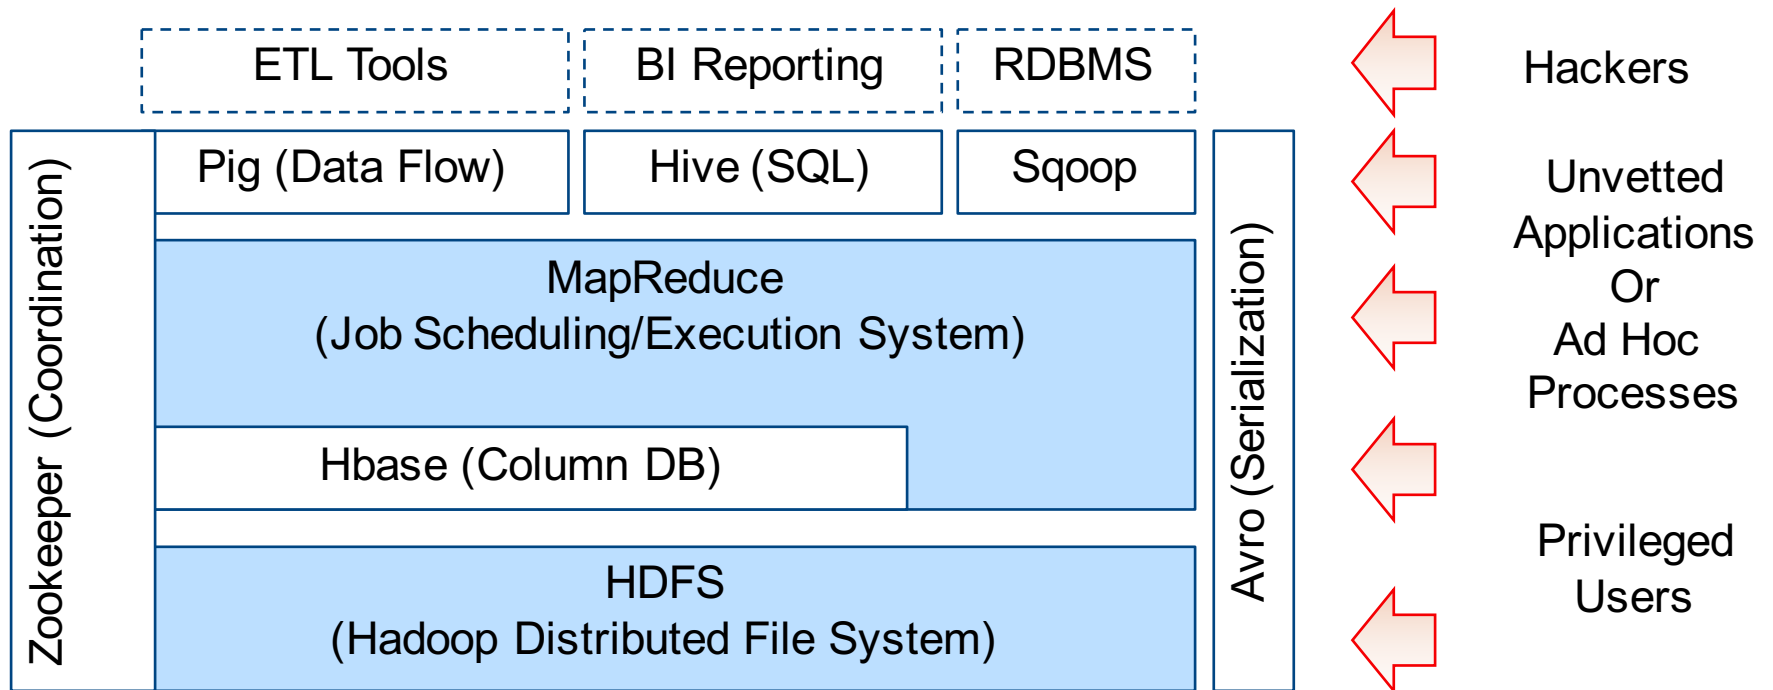 ETL Tools
BI Reporting
RDBMS
Hackers
Zookeeper (Coordination)
Pig (Data Flow)
Hive (SQL)
Sqoop
Avro (Serialization)
Unvetted
Applications
Or
Ad Hoc
Processes
MapReduce
(Job Scheduling/Execution System)
Hbase (Column DB)
Privileged
Users
HDFS
(Hadoop Distributed File System)